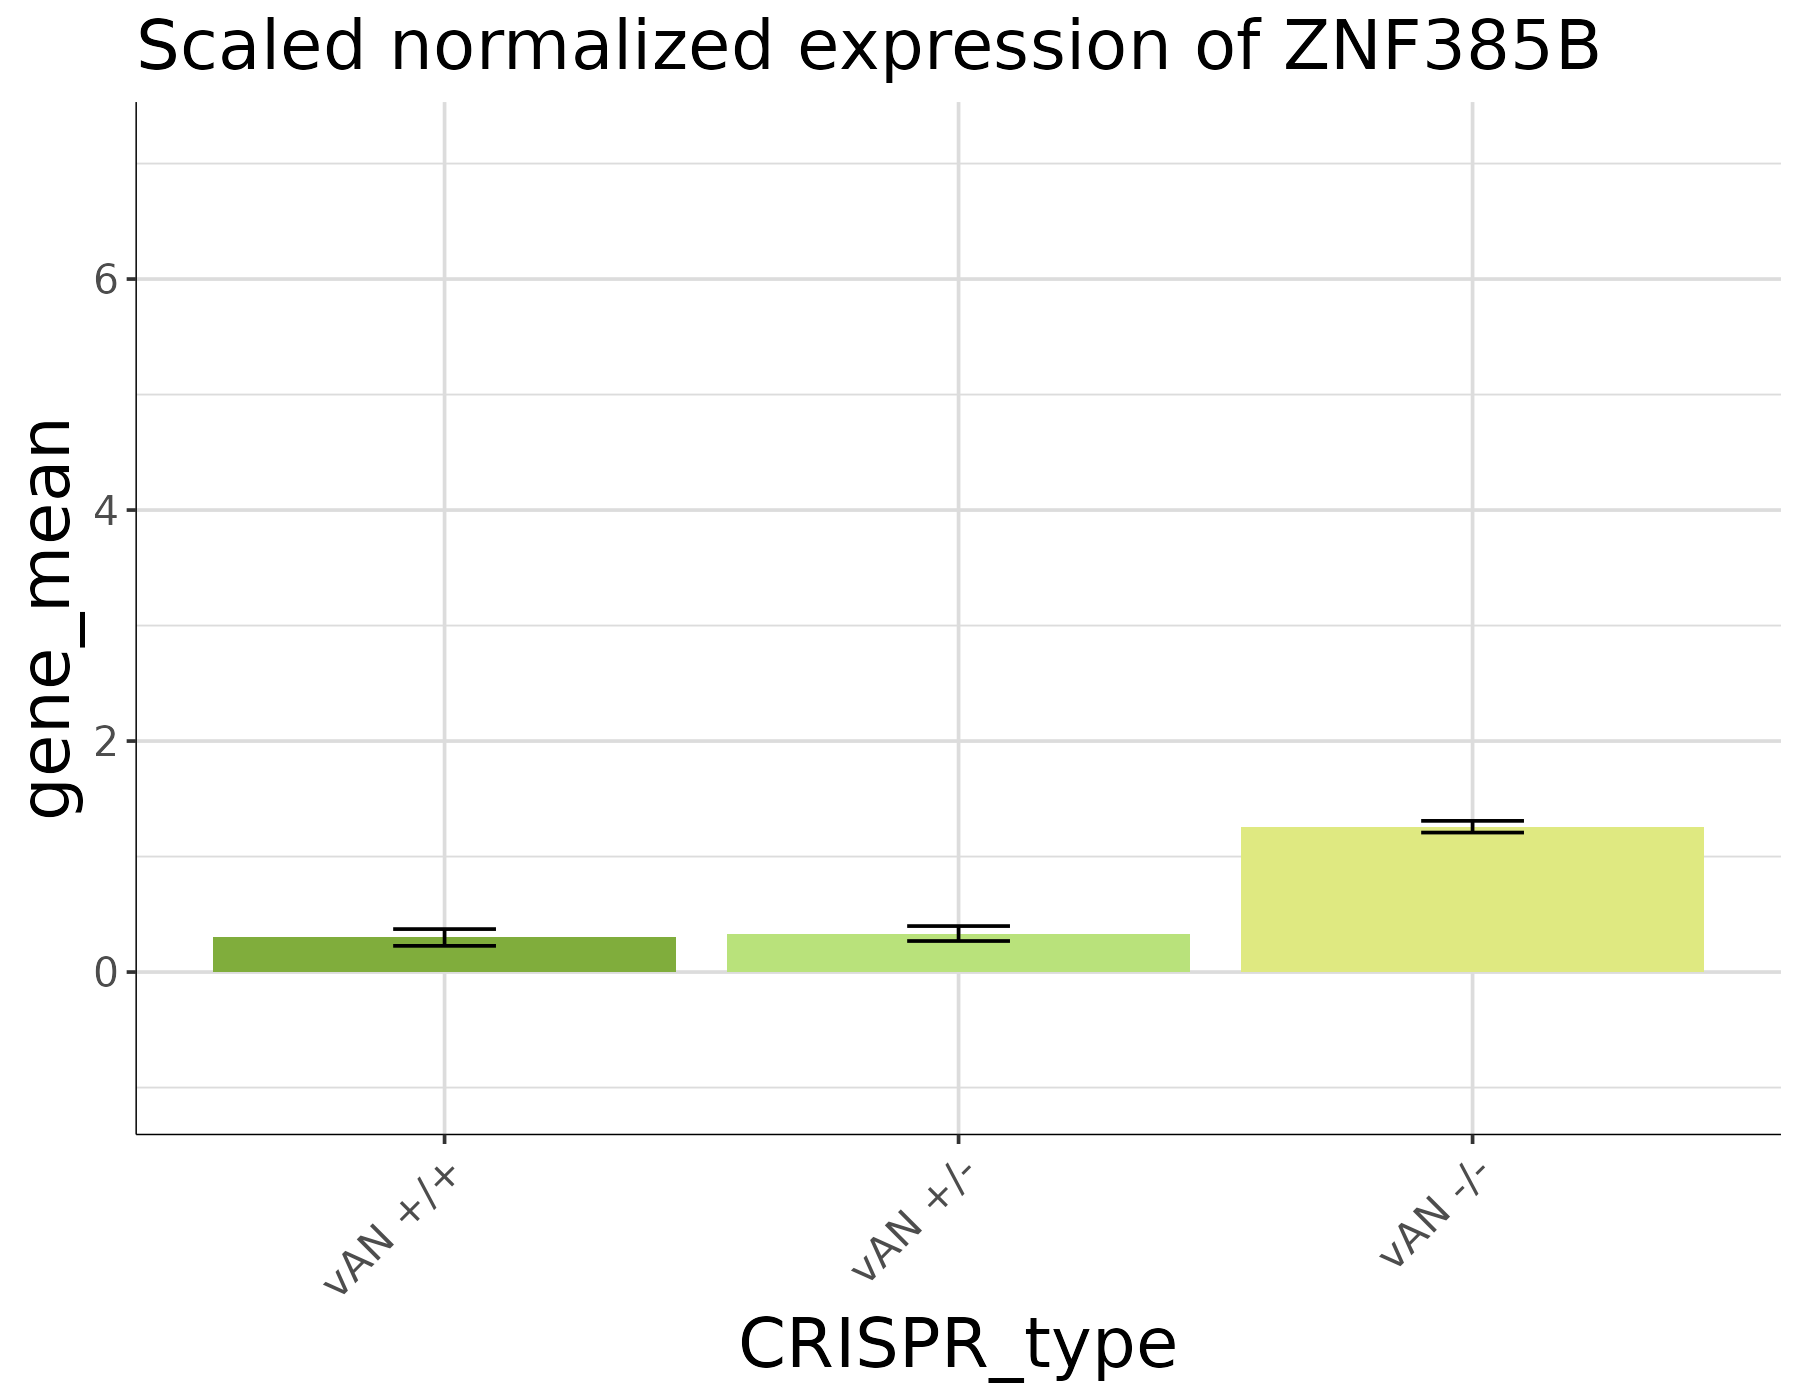 Scaled normalized expression of ZNF385B
gene_mean
6
4
2
0
vAN +/+
vAN +/-
vAN -/-
CRISPR_type